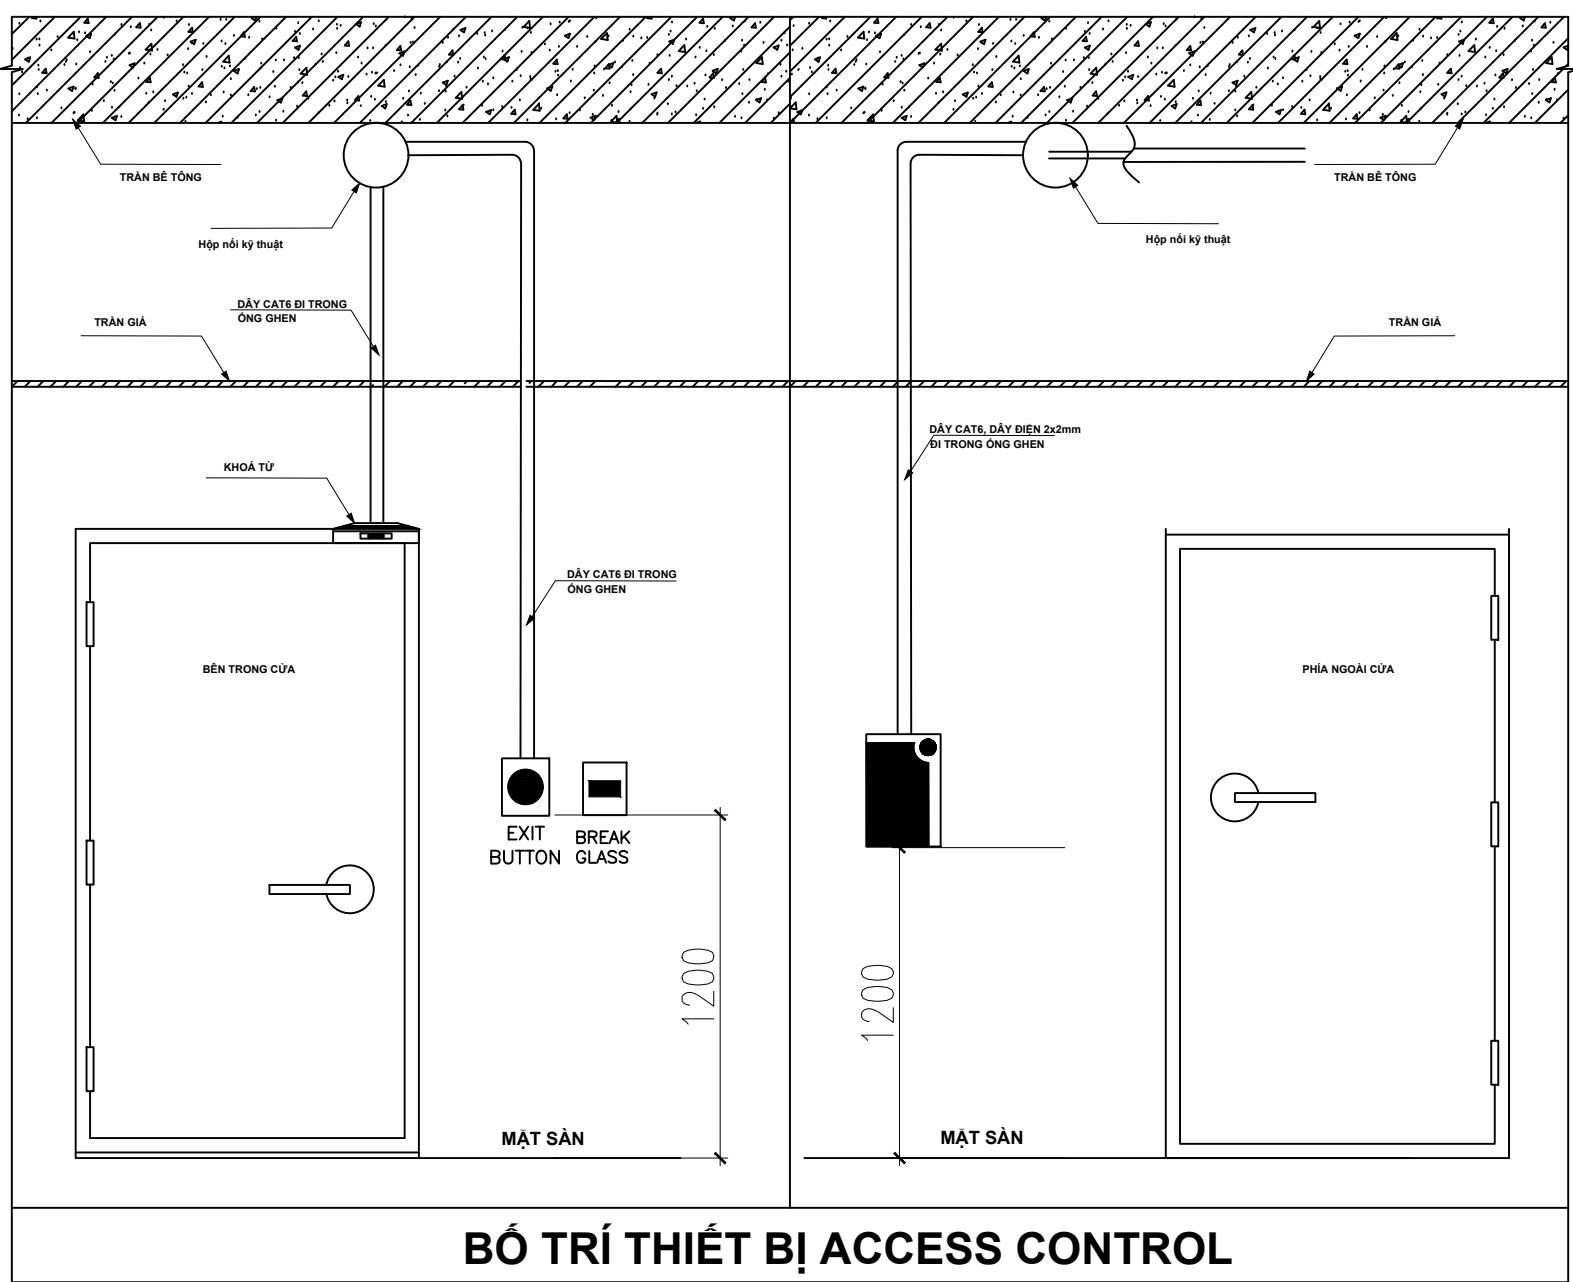 TRẦN BÊ TÔNG
Hộp nối kỹ thuật
DÂY CAT6 ĐI TRONG
ỐNG GHEN
TRẦN GIẢ
KHOÁ TỪ
DÂY CAT6 ĐI TRONG
ỐNG GHEN
BÊN TRONG CỬA
EXIT
BUTTON
BREAK
GLASS
1200
MẶT SÀN
TRẦN BÊ TÔNG
Hộp nối kỹ thuật
TRẦN GIẢ
DÂY CAT6, DÂY ĐIỆN 2x2mm
ĐI TRONG ỐNG GHEN
PHÍA NGOÀI CỬA
1200
MẶT SÀN
BỐ TRÍ THIẾT BỊ ACCESS CONTROL